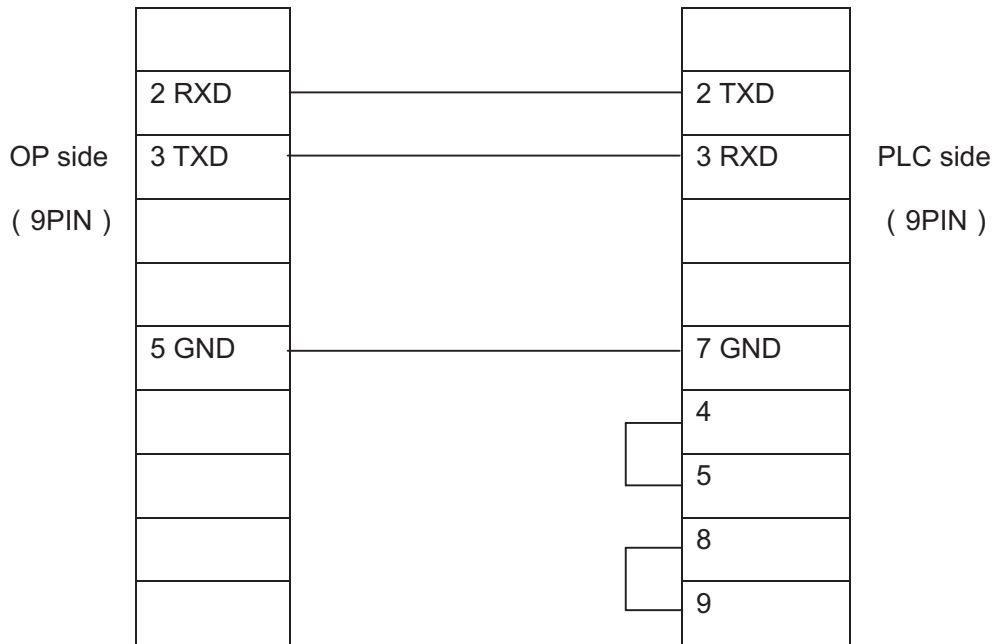 2 RXD 2 TXD
OP side 3 TXD 3 RXD PLC side
( 9PIN ) ( 9PIN )
5 GND 7 GND
4
5
8
9